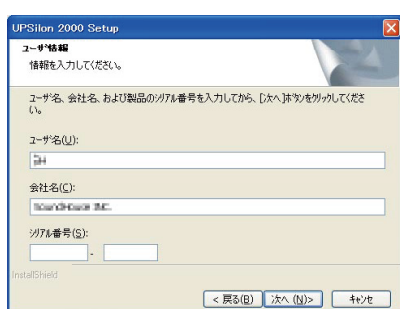 UPSilon 2000 Setup
ユーザ情報
情報を入力してください。
ユーザ名、会社名、および製品のシリアル番号を入力してから、[次へ]ボタンをクリックしてくださ
い。
ユーザ名(U):
会社名(C):
シリアル番号(S):
-
InstallShield
< 戻る(B) 次へ (N)> キャンセ